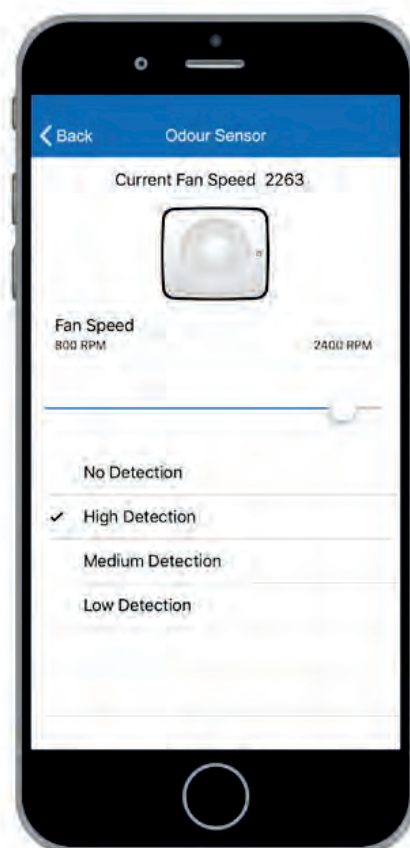 Back
Odour Sensor
Current Fan Speed 2263
Fan Speed
800 RPM
2400 RPM
No Detection
✓ High Detection
Medium Detection
Low Detection